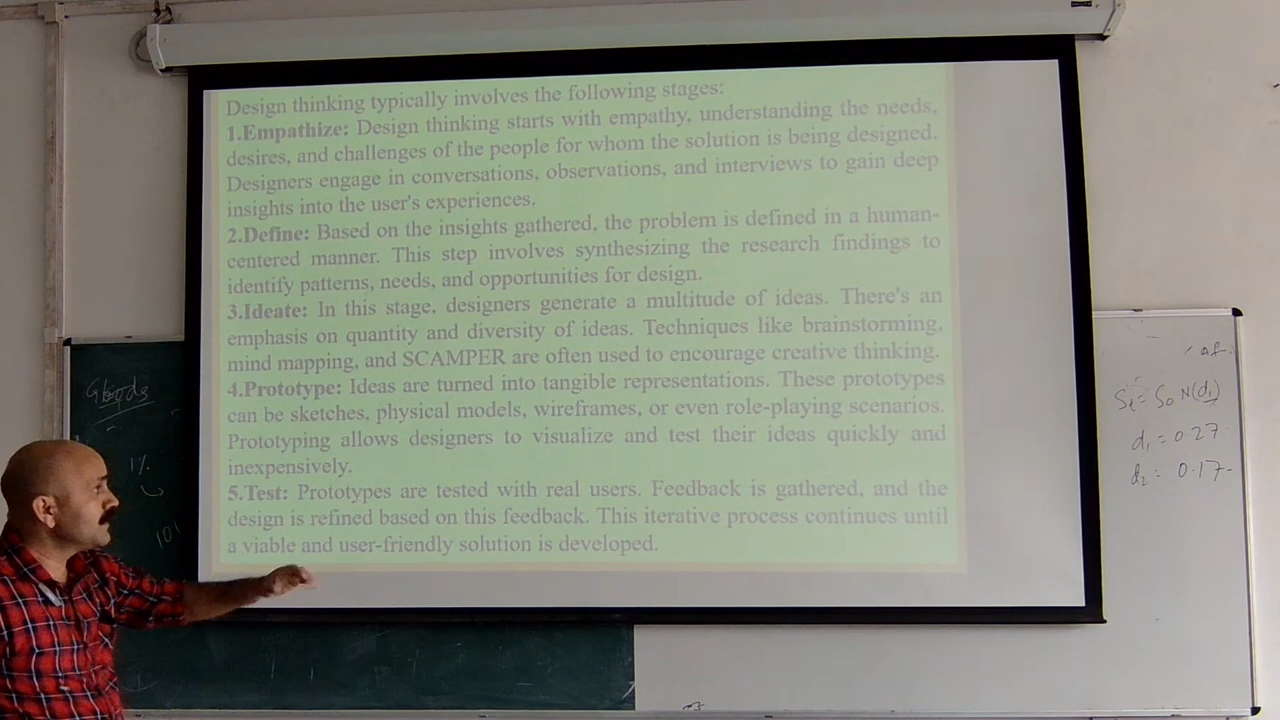 Design thinking typically involves the following stages:
1.Empathize: Design thinking starts with empathy, understanding the needs,
desires, and challenges of the people for whom the solution is being designed.
Designers engage in conversations, observations, and interviews to gain deep
insights into the user's experiences.
2.Define: Based on the insights gathered, the problem is defined in a human-
centered manner. This step involves synthesizing the research findings to
identify patterns, needs, and opportunities for design.
3.Ideate: In this stage, designers generate a multitude of ideas. There's an
emphasis on quantity and diversity of ideas. Techniques like brainstorming,
mind mapping, and SCAMPER are often used to encourage creative thinking.
4.Prototype: Ideas are turned into tangible representations. These prototypes
can be sketches, physical models, wireframes, or even role-playing scenarios.
Prototyping allows designers to visualize and test their ideas quickly and
inexpensively.
5.Test: Prototypes are tested with real users. Feedback is gathered, and the
design is refined based on this feedback. This iterative process continues until
a viable and user-friendly solution is developed.
1%
S₀ N(d₁)
d₁ = 0.27
d₂ = 0.17